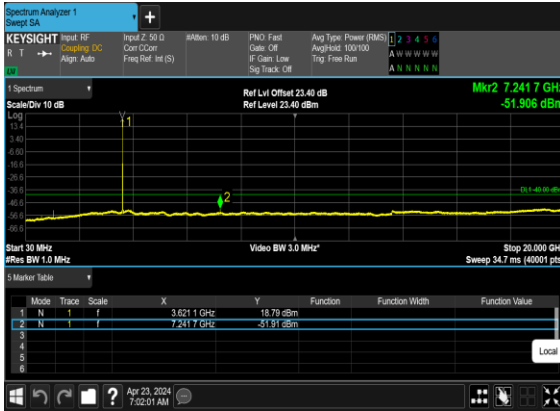 Spectrum Analyzer 1
Swept SA
+
KEYSIGHT Input: RF Input Z: 50 Ω #Atten: 10 dB PNO: Fast Avg Type: Power (RMS) 1 2 3 4 5 6
R T Coupling: DC Corr CCorr Gate: Off Avg|Hold: 100/100 A W W W W W
Align: Auto Freq Ref: Int (S) IF Gain: Low Trig: Free Run
Sig Track: Off A N N N N N
1 Spectrum Ref Lvl Offset 23.40 dB Mkr2 7.241 7 GHz
Scale/Div 10 dB Ref Level 23.40 dBm -51.906 dBm
Log
13.4 1
3.40
-6.60
-16.6
-26.6
-36.6 DL1 -40.00 dBm
-46.6 2
-56.6
-66.6
Start 30 MHz Video BW 3.0 MHz* Stop 20.000 GHz
#Res BW 1.0 MHz Sweep 34.7 ms (40001 pts)
5 Marker Table
Mode Trace Scale X Y Function Function Width Function Value
1 N 1 f 3.621 1 GHz 18.79 dBm
2 N 1 f 7.241 7 GHz -51.91 dBm
3
4
5
6
Local
? Apr 23, 2024
7:02:01 AM